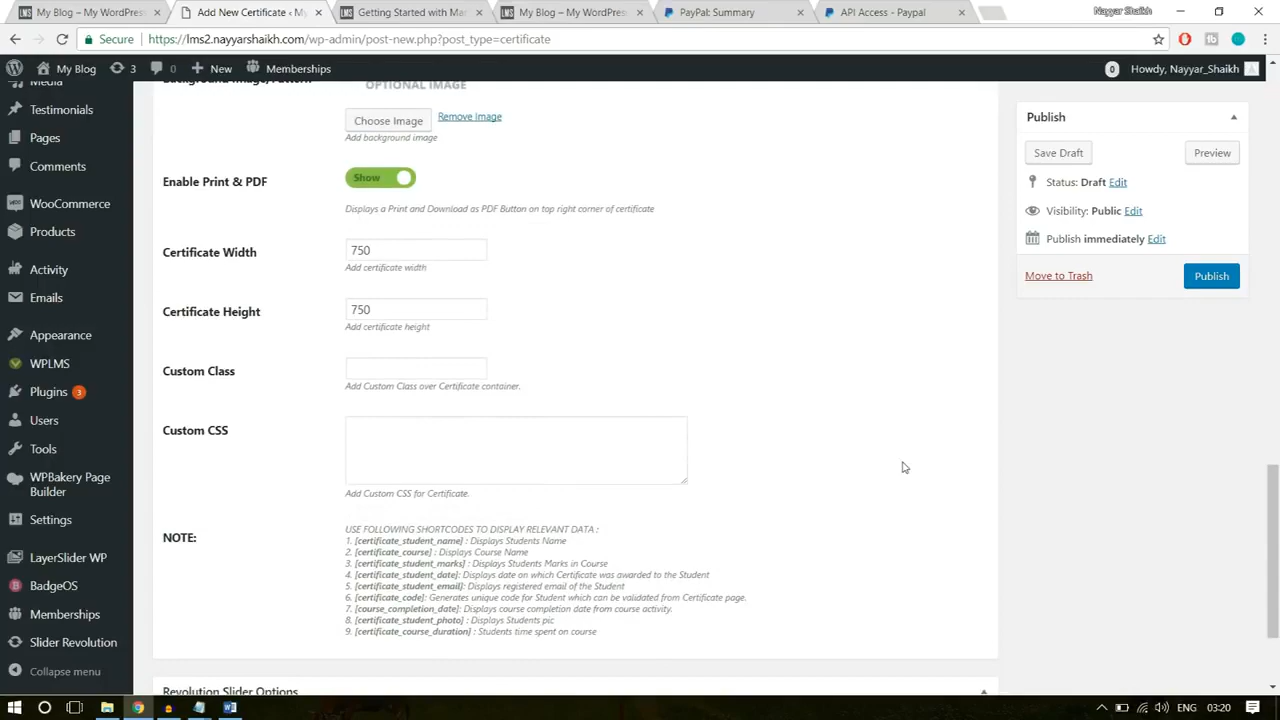 My Blog – My WordPre
Add New Certificate ‹ My
Getting Started with Mar
My Blog – My WordPress
PayPal: Summary
API Access - Paypal
Nayyar Shaikh
Secure
https://lms2.nayyarshaikh.com/wp-admin/post-new.php?post_type=certificate
My Blog
3
0
New
Memberships
0
Howdy, Nayyar_Shaikh
Media
Testimonials
Pages
Comments
WooCommerce
Products
Activity
Emails
Appearance
WPLMS
Plugins 3
Users
Tools
WPBakery Page
Builder
Settings
LayerSlider WP
BadgeOS
Memberships
Slider Revolution
Collapse menu
Background Image/Pattern
OPTIONAL IMAGE
Choose Image
Remove Image
Add background image
Enable Print & PDF
Show
Displays a Print and Download as PDF Button on top right corner of certificate
Certificate Width
750
Add certificate width
Certificate Height
750
Add certificate height
Custom Class
Add Custom Class over Certificate container.
Custom CSS
Add Custom CSS for Certificate.
NOTE:
USE FOLLOWING SHORTCODES TO DISPLAY RELEVANT DATA :
1. [certificate_student_name] : Displays Students Name
2. [certificate_course] : Displays Course Name
3. [certificate_student_marks] : Displays Students Marks in Course
4. [certificate_student_date]: Displays date on which Certificate was awarded to the Student
5. [certificate_student_email]: Displays registered email of the Student
6. [certificate_code]: Generates unique code for Student which can be validated from Certificate page.
7. [course_completion_date]: Displays course completion date from course activity.
8. [certificate_student_photo] : Displays Students pic
9. [certificate_course_duration] : Students time spent on course
Revolution Slider Options
Publish
Save Draft
Preview
Status: Draft Edit
Visibility: Public Edit
Publish immediately Edit
Move to Trash
Publish
ENG
03:20